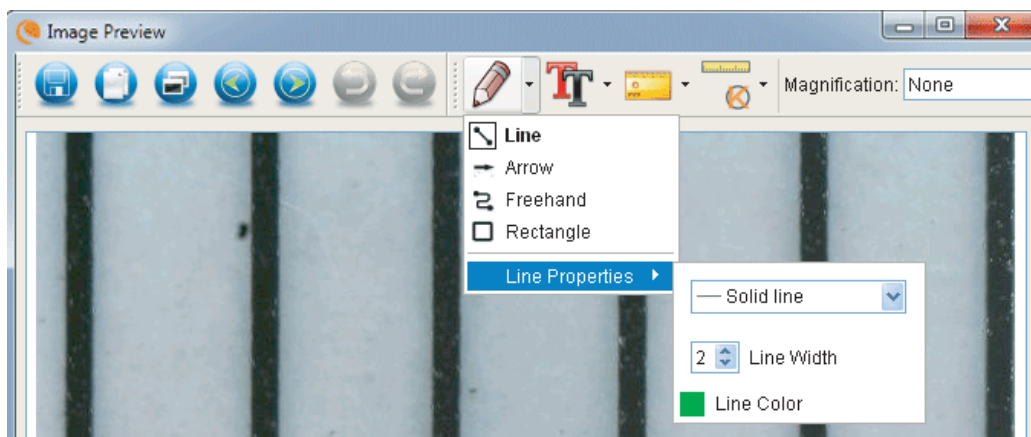 Image Preview
Magnification: None
Line
Arrow
Freehand
Rectangle
Line Properties
Solid line
2 Line Width
Line Color